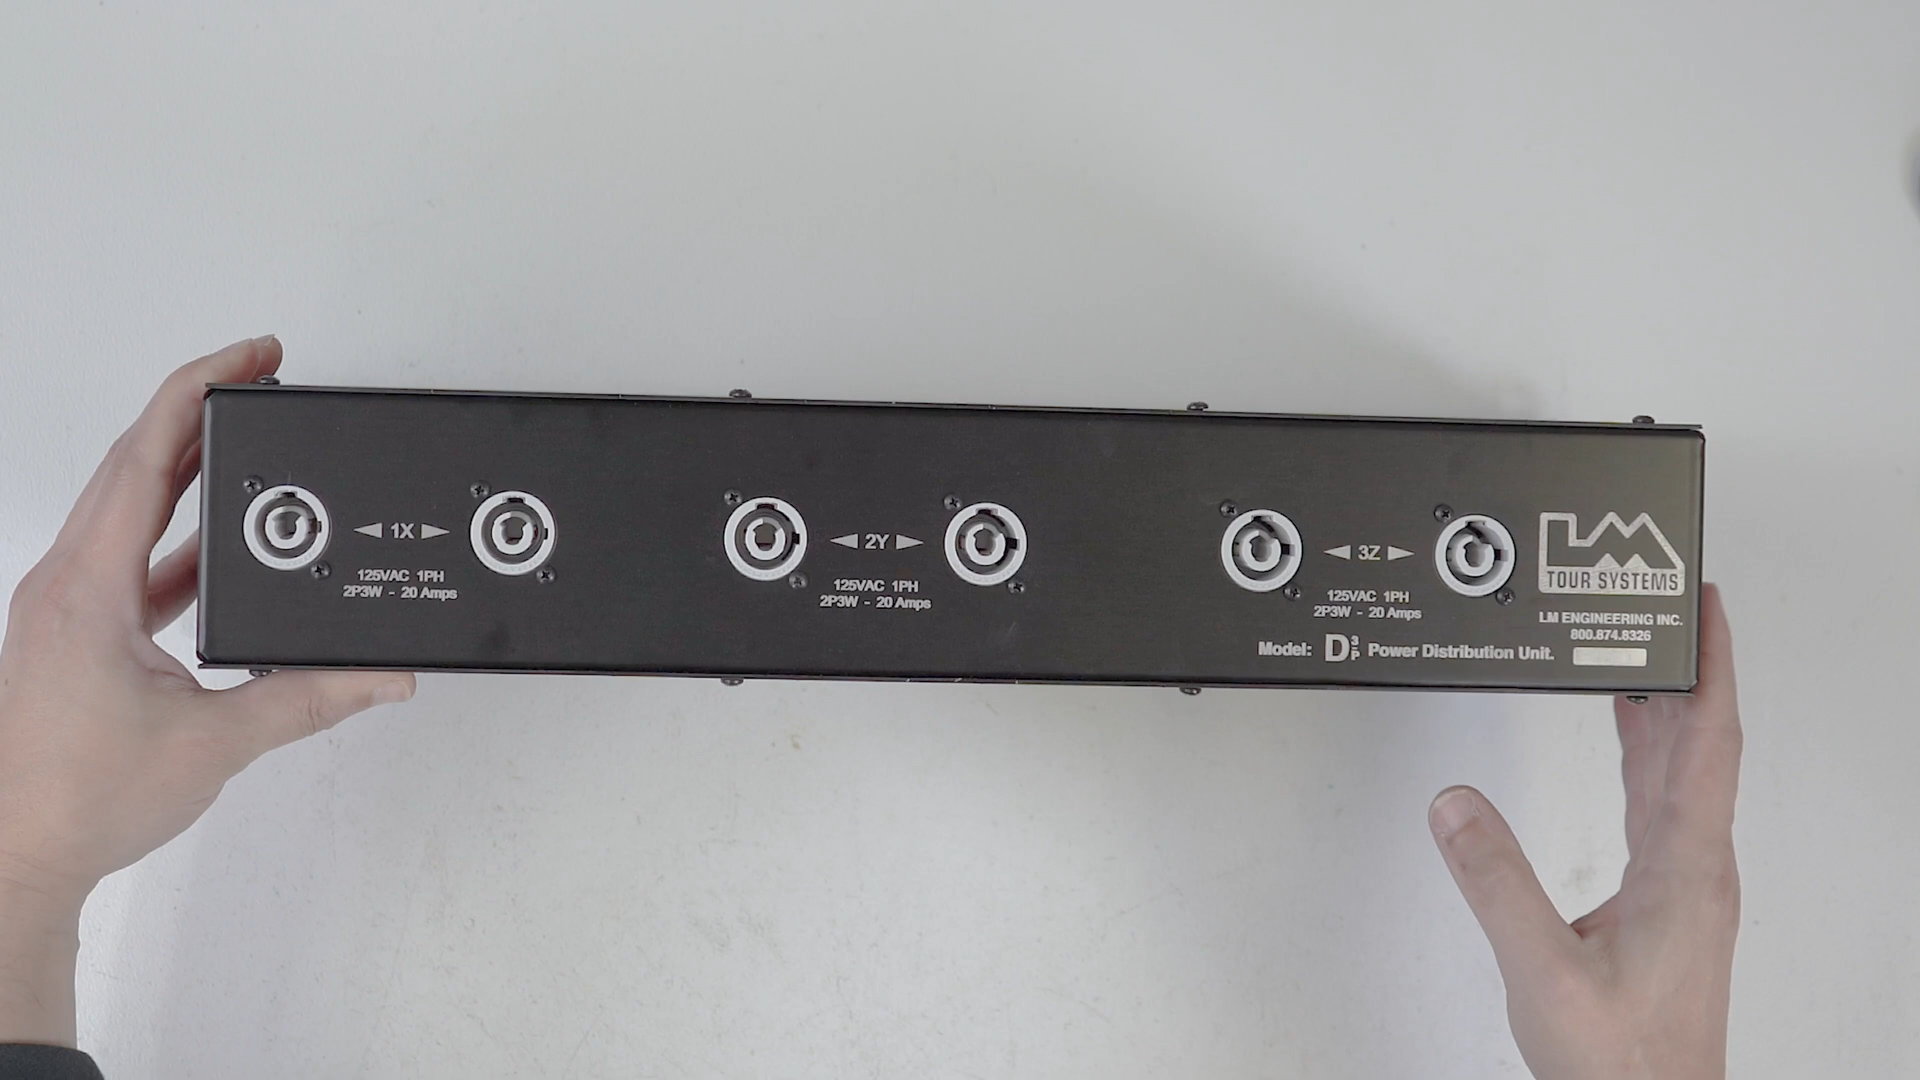 ◄ 1X ►
125VAC 1PH
2P3W - 20 Amps
◄ 2Y ►
125VAC 1PH
2P3W - 20 Amps
◄ 3Z ►
125VAC 1PH
2P3W - 20 Amps
LM
TOUR SYSTEMS
LM ENGINEERING INC.
800.874.8326
Model: D3-P Power Distribution Unit.